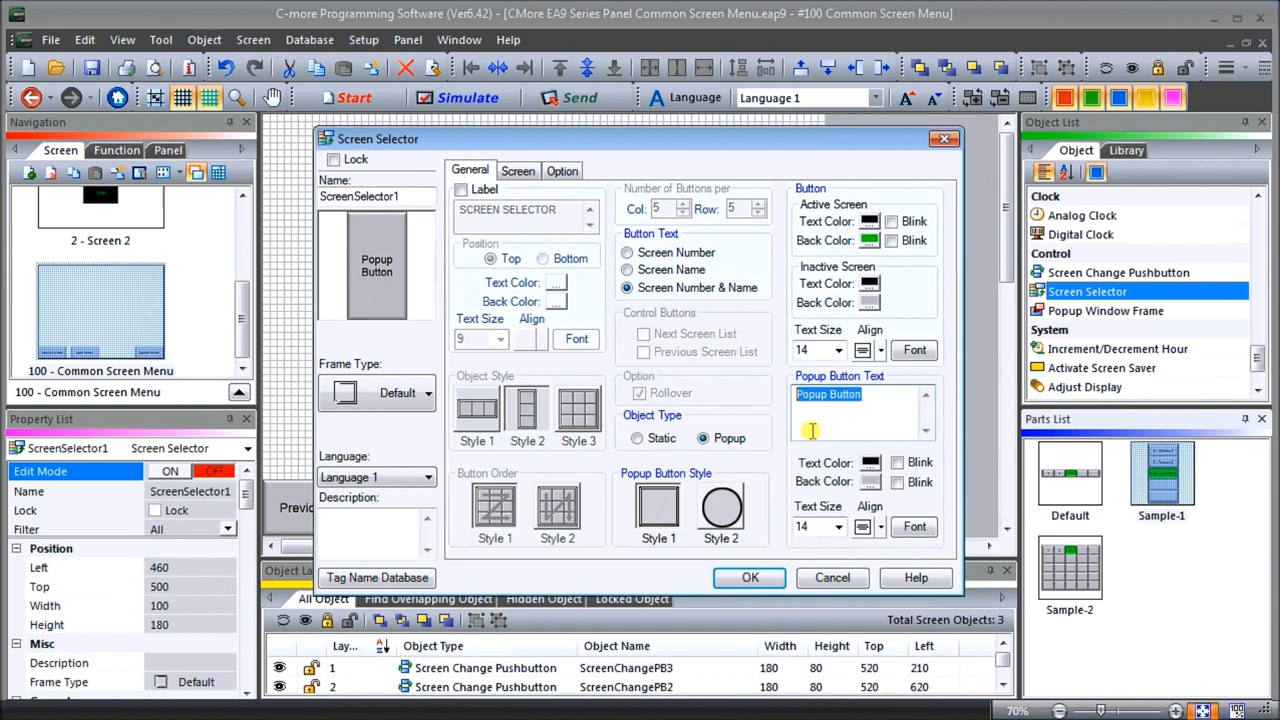 C-more Programming Software (Ver6.42) - [CMore EA9 Series Panel Common Screen Menu.eap9 - #100 Common Screen Menu]
File Edit View Tool Object Screen Database Setup Panel Window Help
Start Simulate Send Language Language 1
Navigation
Screen Function Panel
2 - Screen 2
100 - Common Screen Menu
100 - Common Screen Menu
Property List
ScreenSelector1 Screen Selector
Edit Mode ON OFF
Name ScreenSelector1
Lock Lock
Filter All
Position
Left 460
Top 500
Width 100
Height 180
Misc
Description
Frame Type Default
Screen Selector
Lock
Name:
ScreenSelector1
Popup
Button
Frame Type:
Default
Language:
Language 1
Description:
Tag Name Database
General Screen Option
Label
SCREEN SELECTOR
Position
Top Bottom
Text Color: ...
Back Color: ...
Text Size Align
9 Font
Object Style
Style 1 Style 2 Style 3
Button Order
Style 1 Style 2
Number of Buttons per
Col: 5 Row: 5
Button Text
Screen Number
Screen Name
Screen Number & Name
Control Buttons
Next Screen List
Previous Screen List
Option
Rollover
Object Type
Static Popup
Popup Button Style
Style 1 Style 2
Button
Active Screen
Text Color: ... Blink
Back Color: ... Blink
Inactive Screen
Text Color: ...
Back Color: ...
Text Size Align
14 Font
Popup Button Text
Popup Button
Text Color: ... Blink
Back Color: ... Blink
Text Size Align
14 Font
OK Cancel Help
Previ
Object List
Object Library
Clock
Analog Clock
Digital Clock
Control
Screen Change Pushbutton
Screen Selector
Popup Window Frame
System
Increment/Decrement Hour
Activate Screen Saver
Adjust Display
Parts List
Default Sample-1
Sample-2
Object La
All Object Find Overlapping Object Hidden Object Locked Object
Total Screen Objects: 3
Lay... Object Type Object Name Width Height Top Left
1 Screen Change Pushbutton ScreenChangePB3 180 80 520 210
2 Screen Change Pushbutton ScreenChangePB2 180 80 520 620
70% 100